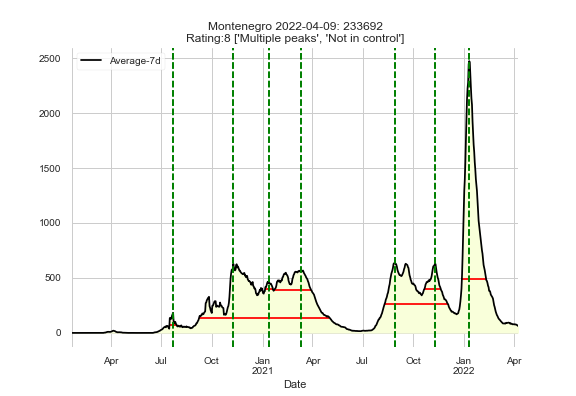 Montenegro 2022-04-09: 233692
Rating:8 ['Multiple peaks', 'Not in control']
Average-7d
2500
2000
1500
1000
500
0
Apr Jul Oct Jan Apr Jul Oct Jan Apr
2021 2022
Date